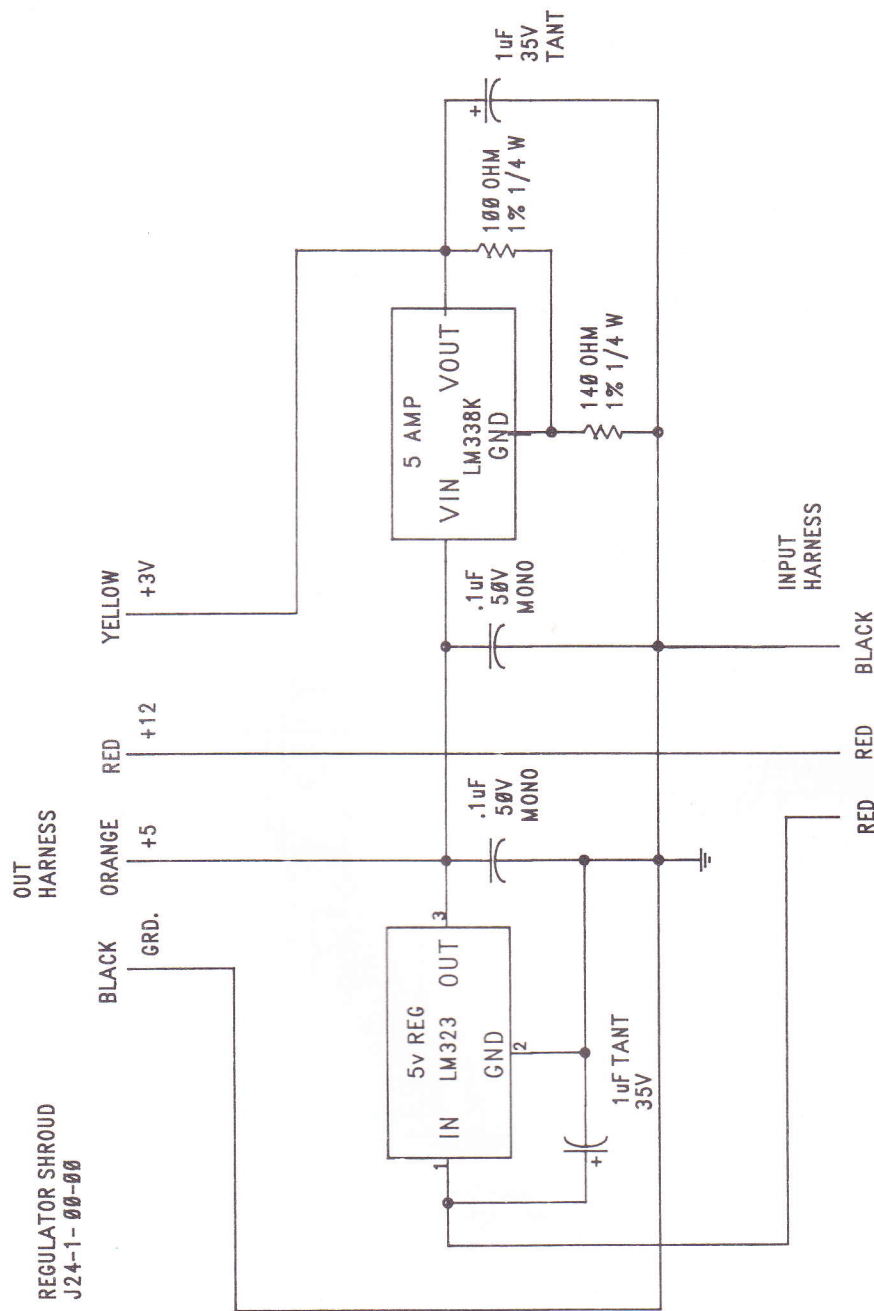 REGULATOR SHROUD
J24-1-00-00
OUT
HARNESS
BLACK
GRD.
ORANGE
+5
RED
+12
YELLOW
+3V
5v REG
LM323
IN
OUT
GND
1
2
3
+
1uF TANT
35V
.1uF
50V
MONO
.1uF
50V
MONO
5 AMP
LM338K
VIN
VOUT
GND
100 OHM
1% 1/4 W
140 OHM
1% 1/4 W
+
1uF
35V
TANT
INPUT
HARNESS
RED
RED
BLACK